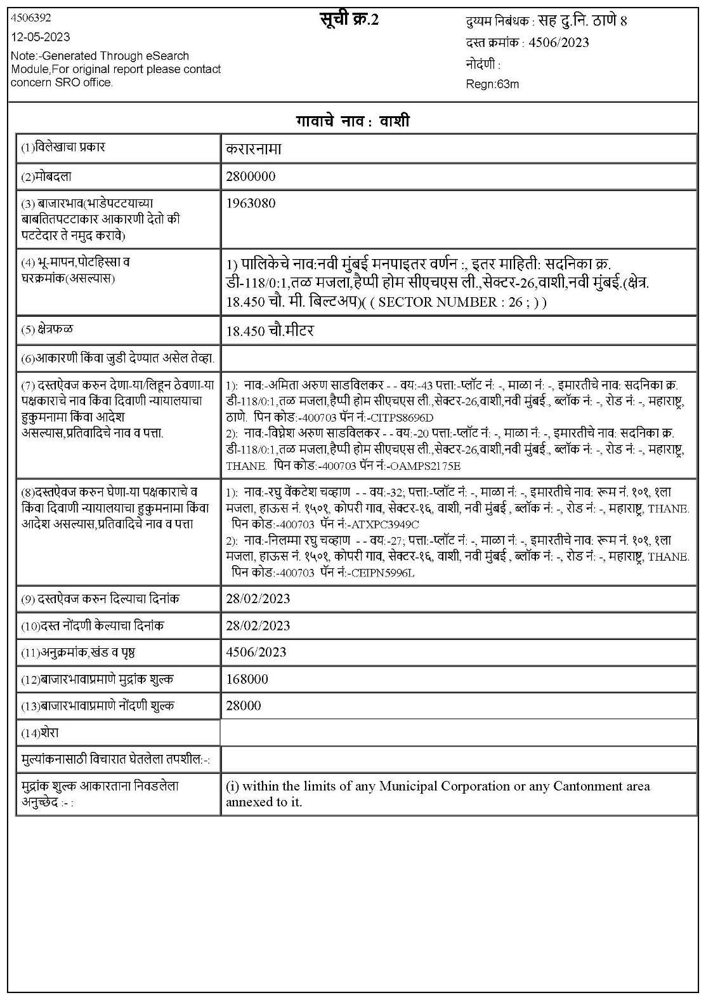 4506392
12-05-2023
Note:-Generated Through eSearch
Module,For original report please contact
concern SRO office.
सूची क्र.2
दुय्यम निबंधक : सह दु.नि. ठाणे 8
दस्त क्रमांक : 4506/2023
नोदंणी :
Regn:63m
गावाचे नाव : वाशी
(1)विलेखाचा प्रकार
करारनामा
(2)मोबदला
2800000
(3) बाजारभाव(भाडेपटटयाच्या
बाबतितपटटाकार आकारणी देतो की
पटटेदार ते नमुद करावे)
1963080
(4) भू-मापन,पोटहिस्सा व
घरक्रमांक(असल्यास)
1) पालिकेचे नाव:नवी मुंबई मनपाइतर वर्णन :, इतर माहिती: सदनिका क्र.
डी-118/0:1,तळ मजला,हैप्पी होम सीएचएस ली.,सेक्टर-26,वाशी,नवी मुंबई.(क्षेत्र.
18.450 चौ. मी. बिल्टअप)( ( SECTOR NUMBER : 26 ; ) )
(5) क्षेत्रफळ
18.450 चौ.मीटर
(6)आकारणी किंवा जुडी देण्यात असेल तेव्हा.
(7) दस्तऐवज करुन देणा-या/लिहून ठेवणा-या
पक्षकाराचे नाव किंवा दिवाणी न्यायालयाचा
हुकुमनामा किंवा आदेश
असल्यास,प्रतिवादिचे नाव व पत्ता.
1): नाव:-अमिता अरुण साडविलकर - - वय:-43 पत्ता:-प्लॉट नं: -, माळा नं: -, इमारतीचे नाव: सदनिका क्र.
डी-118/0:1,तळ मजला,हैप्पी होम सीएचएस ली.,सेक्टर-26,वाशी,नवी मुंबई., ब्लॉक नं: -, रोड नं: -, महाराष्ट्र,
ठाणे. पिन कोड:-400703 पॅन नं:-CITPS8696D
2): नाव:-विघ्नेश अरुण साडविलकर - - वय:-20 पत्ता:-प्लॉट नं: -, माळा नं: -, इमारतीचे नाव: सदनिका क्र.
डी-118/0:1,तळ मजला,हैप्पी होम सीएचएस ली.,सेक्टर-26,वाशी,नवी मुंबई., ब्लॉक नं: -, रोड नं: -, महाराष्ट्र,
THANE. पिन कोड:-400703 पॅन नं:-OAMPS2175E
(8)दस्तऐवज करुन घेणा-या पक्षकाराचे व
किंवा दिवाणी न्यायालयाचा हुकुमनामा किंवा
आदेश असल्यास,प्रतिवादिचे नाव व पत्ता
1): नाव:-रघु वेंकटेश चव्हाण - - वय:-32; पत्ता:-प्लॉट नं: -, माळा नं: -, इमारतीचे नाव: रूम नं. १०१, १ला
मजला, हाऊस नं. १५०१, कोपरी गाव, सेक्टर-१६, वाशी, नवी मुंबई , ब्लॉक नं: -, रोड नं: -, महाराष्ट्र, THANE.
पिन कोड:-400703 पॅन नं:-ATXPC3949C
2): नाव:-निलम्मा रघु चव्हाण - - वय:-27; पत्ता:-प्लॉट नं: -, माळा नं: -, इमारतीचे नाव: रूम नं. १०१, १ला
मजला, हाऊस नं. १५०१, कोपरी गाव, सेक्टर-१६, वाशी, नवी मुंबई , ब्लॉक नं: -, रोड नं: -, महाराष्ट्र, THANE.
पिन कोड:-400703 पॅन नं:-CEIPN5996L
(9) दस्तऐवज करुन दिल्याचा दिनांक
28/02/2023
(10)दस्त नोंदणी केल्याचा दिनांक
28/02/2023
(11)अनुक्रमांक,खंड व पृष्ठ
4506/2023
(12)बाजारभावाप्रमाणे मुद्रांक शुल्क
168000
(13)बाजारभावाप्रमाणे नोंदणी शुल्क
28000
(14)शेरा
मुल्यांकनासाठी विचारात घेतलेला तपशील:-:
मुद्रांक शुल्क आकारताना निवडलेला
अनुच्छेद :- :
(i) within the limits of any Municipal Corporation or any Cantonment area
annexed to it.